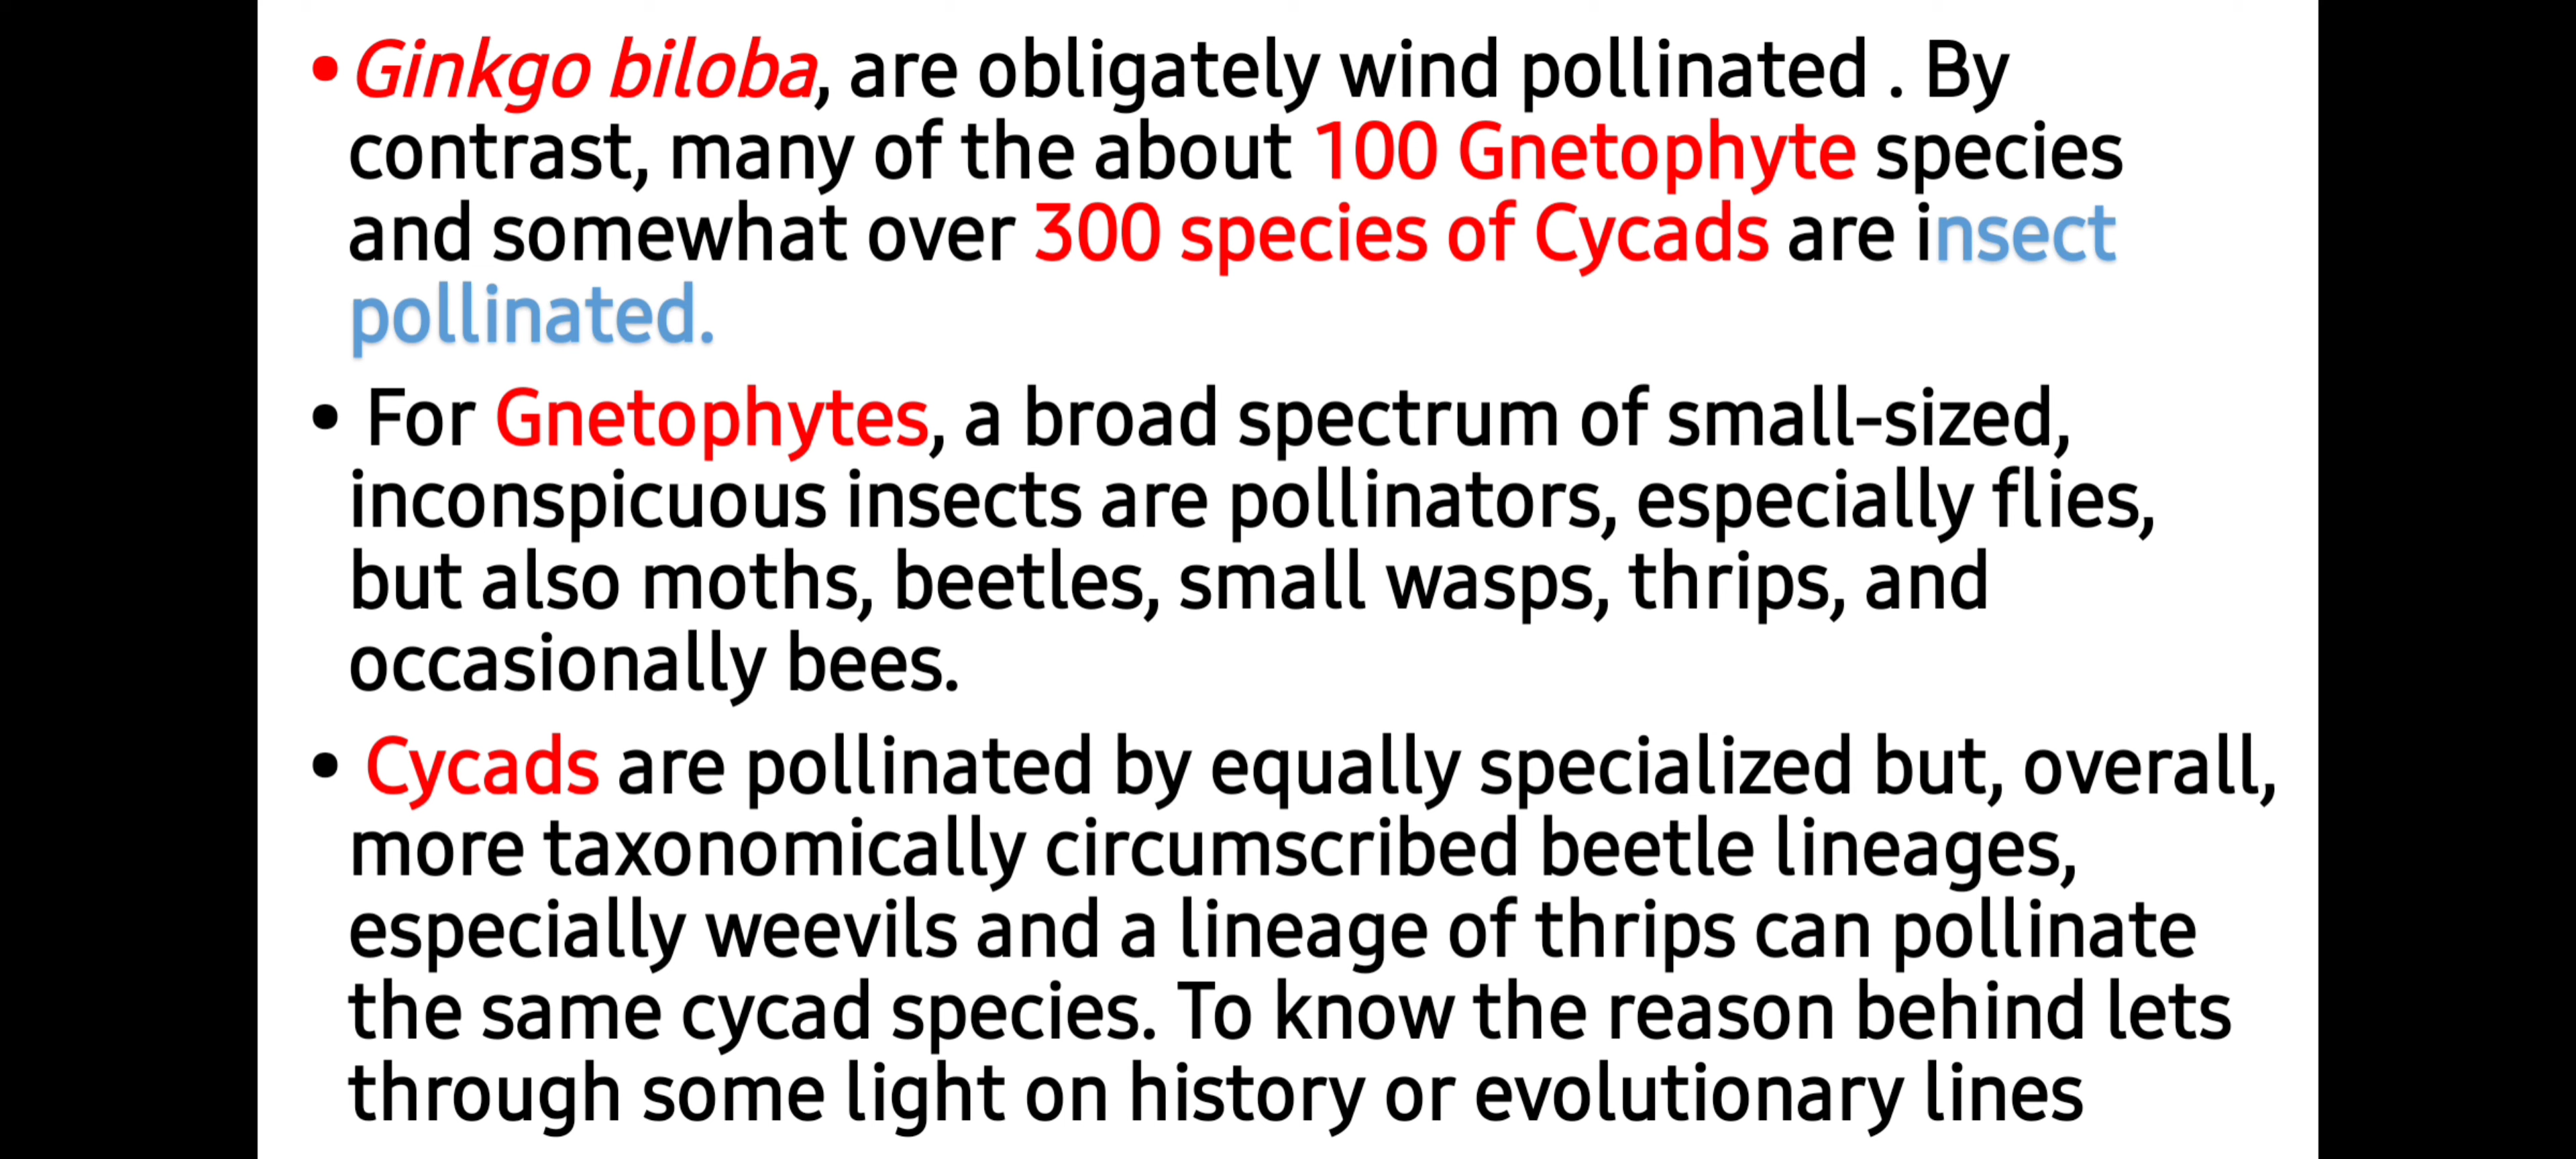 • Ginkgo biloba, are obligately wind pollinated . By
contrast, many of the about 100 Gnetophyte species
and somewhat over 300 species of Cycads are insect
pollinated.
• For Gnetophytes, a broad spectrum of small-sized,
inconspicuous insects are pollinators, especially flies,
but also moths, beetles, small wasps, thrips, and
occasionally bees.
• Cycads are pollinated by equally specialized but, overall,
more taxonomically circumscribed beetle lineages,
especially weevils and a lineage of thrips can pollinate
the same cycad species. To know the reason behind lets
through some light on history or evolutionary lines